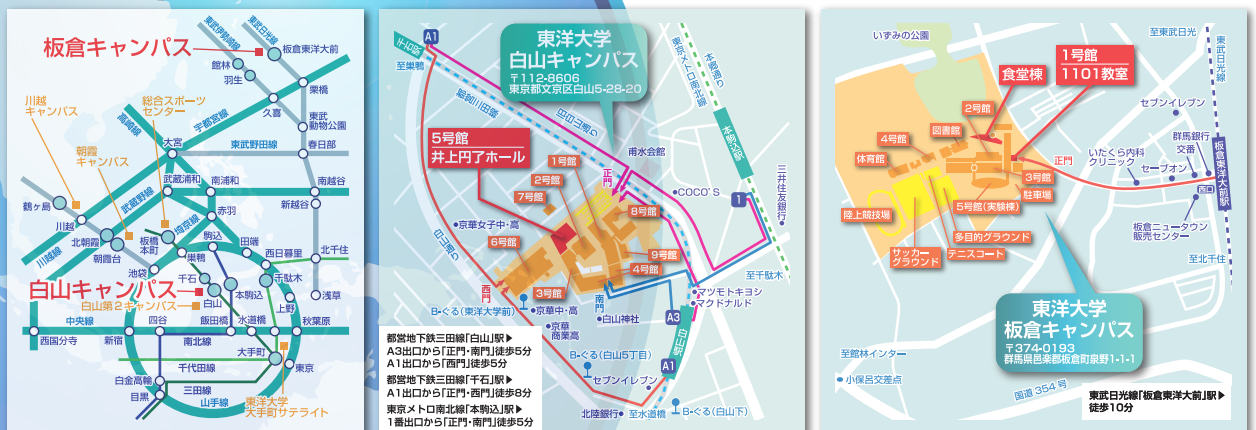 板倉キャンパス
東武伊勢崎線
東武日光線
板倉東洋大前
館林
羽生
栗橋
久喜
東武
動物公園
春日部
川越
キャンパス
総合スポーツ
センター
高崎線
宇都宮線
大宮
東武野田線
朝霞
キャンパス
武蔵浦和
南浦和
南越谷
新越谷
武蔵野線
鶴ヶ島
川越
川越線
北朝霞
朝霞台
板橋
本町
埼京線
赤羽
駒込
巣鴨
田端
西日暮里
北千住
池袋
千石
千駄木
白山キャンパス
白山
本駒込
白山第2キャンパス
上野
浅草
中央線
四谷
飯田橋
水道橋
秋葉原
西国分寺
新宿
南北線
大手町
千代田線
東京
白金高輪
三田線
目黒
山手線
東洋大学
大手町サテライト
東洋大学
白山キャンパス
〒112-8606
東京都文京区白山5-28-20
A1
千石駅
至巣鴨
都営三田線
旧白山通り
本郷通り
東京メトロ南北線
本駒込駅
5号館
井上円了ホール
1号館
2号館
7号館
正門
甫水会館
COCO'S
三井住友銀行
1
8号館
京華女子中・高
6号館
9号館
4号館
白山通り
西門
3号館
南門
至千駄木
B-ぐる(東洋大学前)
京華中・高
京華
商業高
白山神社
マツモトキヨシ
マクドナルド
A3
白山駅
B-ぐる(白山5丁目)
セブンイレブン
A1
北陸銀行
至水道橋
B-ぐる(白山下)
都営地下鉄三田線「白山」駅▶
A3出口から「正門・南門」徒歩5分
A1出口から「西門」徒歩5分
都営地下鉄三田線「千石」駅▶
A1出口から「正門・西門」徒歩8分
東京メトロ南北線「本駒込」駅▶
1番出口から「正門・南門」徒歩5分
いずみの公園
至東武日光
東武日光線
食堂棟
1号館
1101教室
2号館
図書館
4号館
体育館
セブンイレブン
群馬銀行
交番
いたくら内科
クリニック
セーブオン
正門
3号館
駐車場
5号館(実験棟)
板倉東洋大前駅
西口
陸上競技場
多目的グラウンド
テニスコート
サッカー
グラウンド
板倉ニュータウン
販売センター
至北千住
東洋大学
板倉キャンパス
〒374-0193
群馬県邑楽郡板倉町泉野1-1-1
至館林インター
小保呂交差点
国道354号
東武日光線「板倉東洋大前」駅▶
徒歩10分